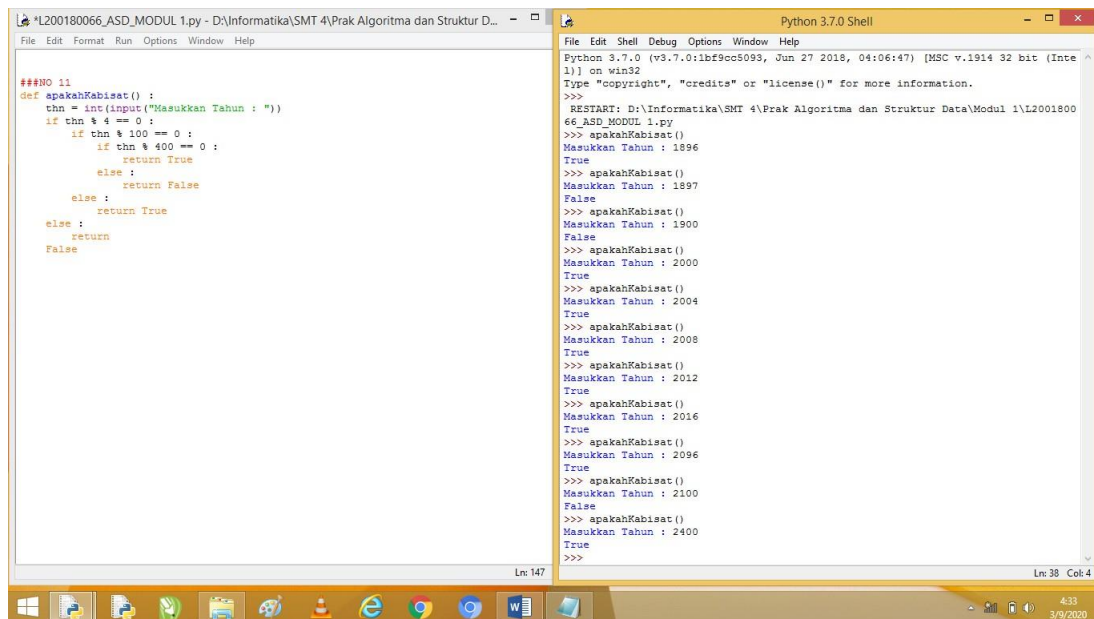 *L200180066_ASD_MODUL 1.py - D:\Informatika\SMT 4\Prak Algoritma dan Struktur D...
File Edit Format Run Options Window Help
###NO 11
def apakahKabisat() :
    thn = int(input("Masukkan Tahun : "))
    if thn % 4 == 0 :
        if thn % 100 == 0 :
            if thn % 400 == 0 :
                return True
            else :
                return False
        else :
            return True
    else :
        return
    False
Ln: 147
Python 3.7.0 Shell
File Edit Shell Debug Options Window Help
Python 3.7.0 (v3.7.0:1bf9cc5093, Jun 27 2018, 04:06:47) [MSC v.1914 32 bit (Inte
l)] on win32
Type "copyright", "credits" or "license()" for more information.
>>>
 RESTART: D:\Informatika\SMT 4\Prak Algoritma dan Struktur Data\Modul 1\L2001800
66_ASD_MODUL 1.py
>>> apakahKabisat()
Masukkan Tahun : 1896
True
>>> apakahKabisat()
Masukkan Tahun : 1897
False
>>> apakahKabisat()
Masukkan Tahun : 1900
False
>>> apakahKabisat()
Masukkan Tahun : 2000
True
>>> apakahKabisat()
Masukkan Tahun : 2004
True
>>> apakahKabisat()
Masukkan Tahun : 2008
True
>>> apakahKabisat()
Masukkan Tahun : 2012
True
>>> apakahKabisat()
Masukkan Tahun : 2016
True
>>> apakahKabisat()
Masukkan Tahun : 2096
True
>>> apakahKabisat()
Masukkan Tahun : 2100
False
>>> apakahKabisat()
Masukkan Tahun : 2400
True
>>>
Ln: 38 Col: 4
4:33
3/9/2020